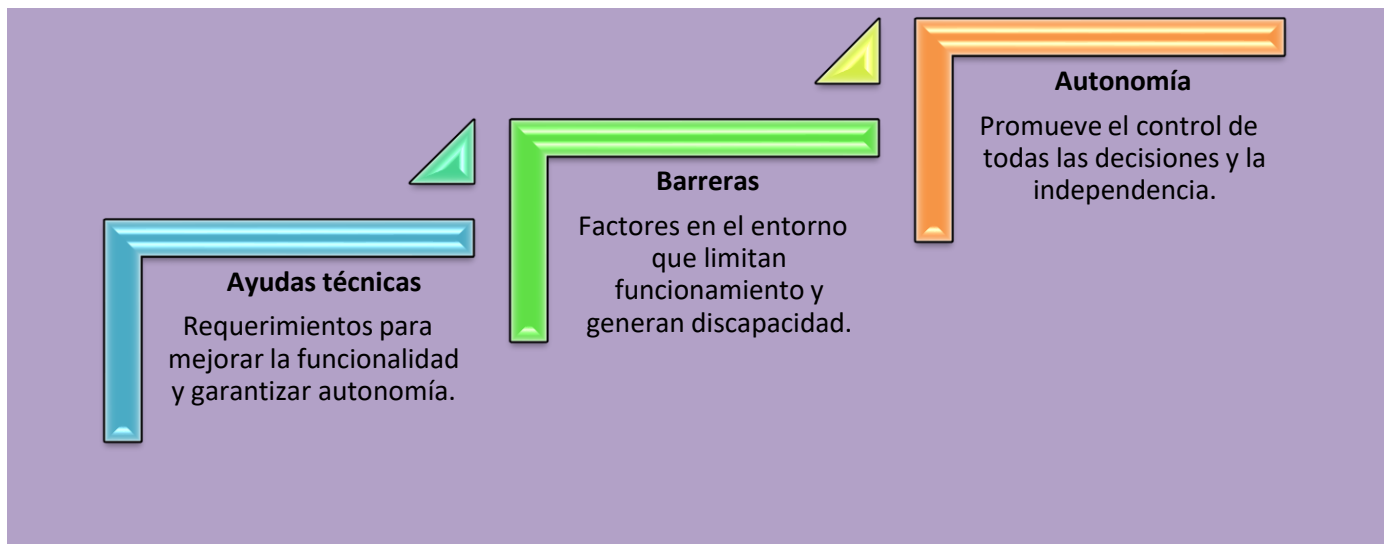 Ayudas técnicas
Requerimientos para
mejorar la funcionalidad
y garantizar autonomía.
Barreras
Factores en el entorno
que limitan
funcionamiento y
generan discapacidad.
Autonomía
Promueve el control de
todas las decisiones y la
independencia.